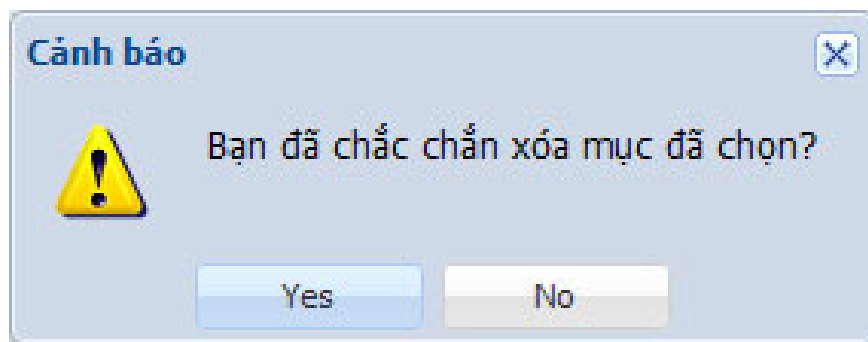 Cảnh báo
Bạn đã chắc chắn xóa mục đã chọn?
Yes No